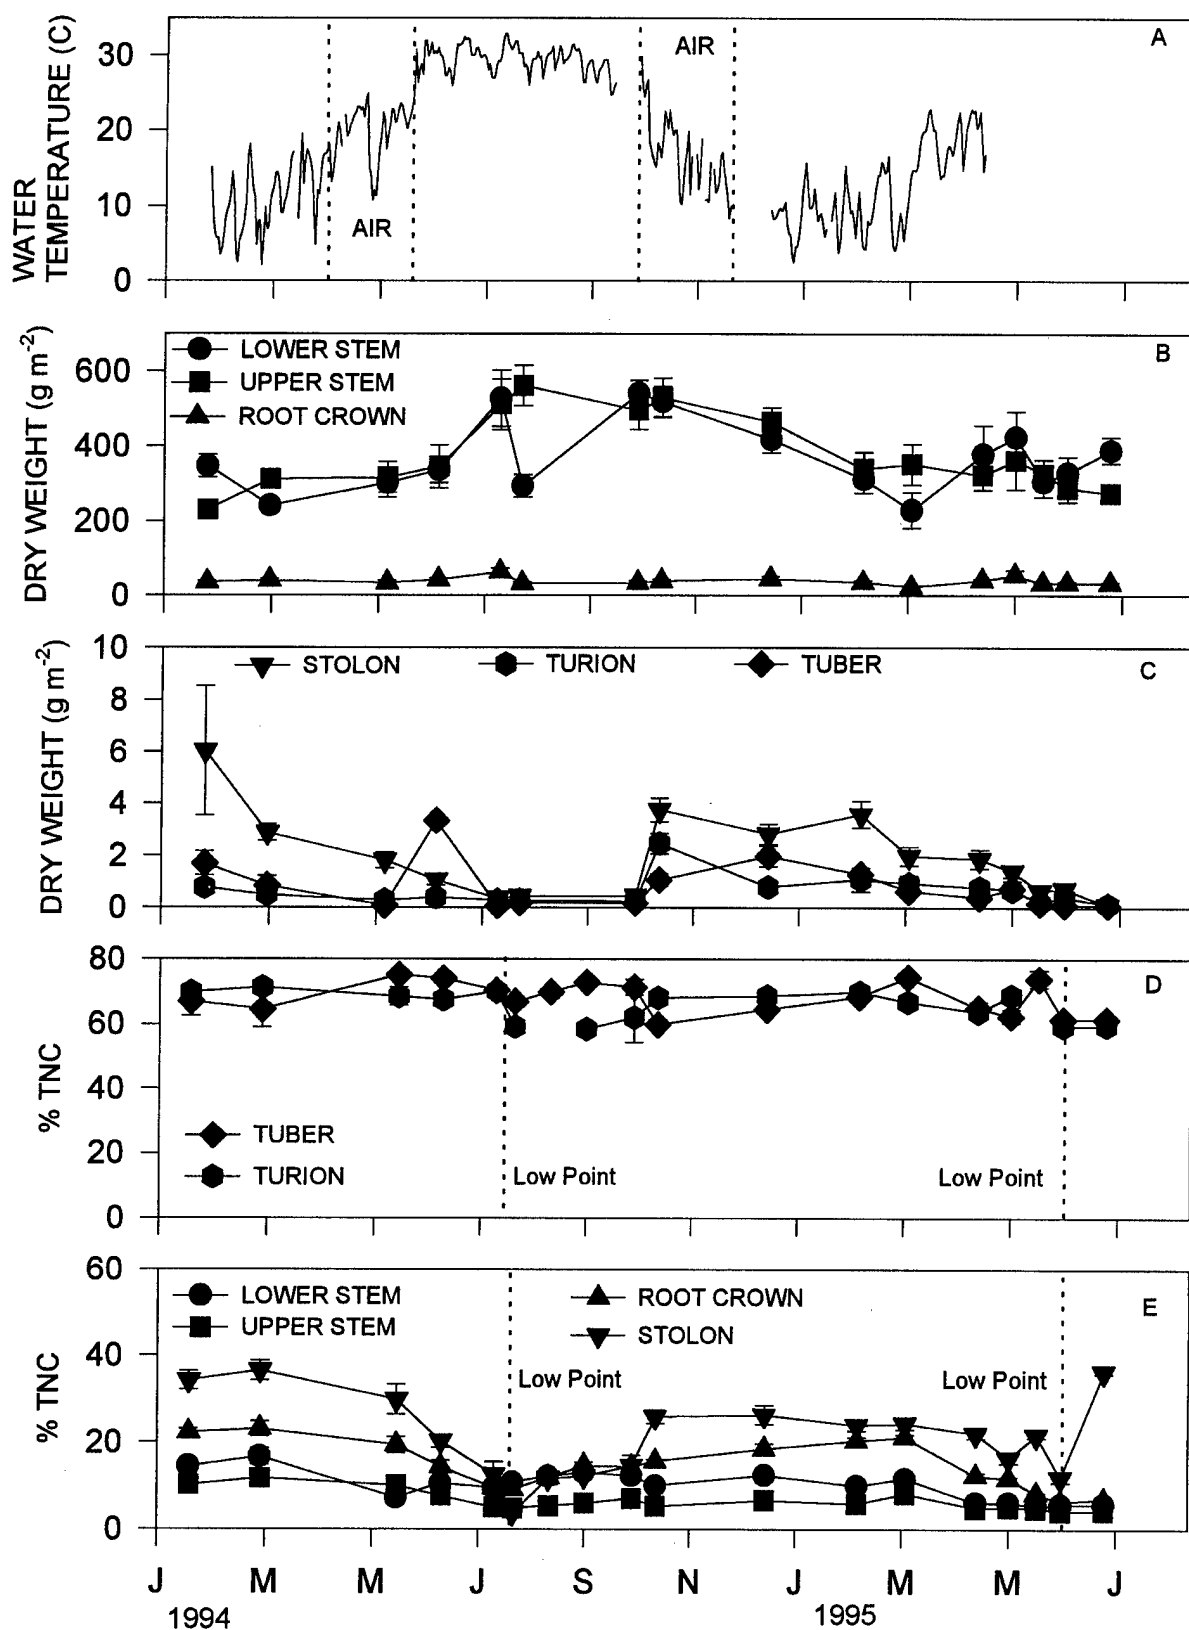 WATER
TEMPERATURE (C)
30
20
10
0
AIR
AIR
A
DRY WEIGHT (g m-2)
600
400
200
0
LOWER STEM
UPPER STEM
ROOT CROWN
B
DRY WEIGHT (g m-2)
10
8
6
4
2
0
STOLON TURION TUBER
C
% TNC
80
60
40
20
0
TUBER
TURION
Low Point
Low Point
D
% TNC
60
40
20
0
LOWER STEM
UPPER STEM
ROOT CROWN
STOLON
Low Point
Low Point
E
J M M J S N J M M J
1994 1995